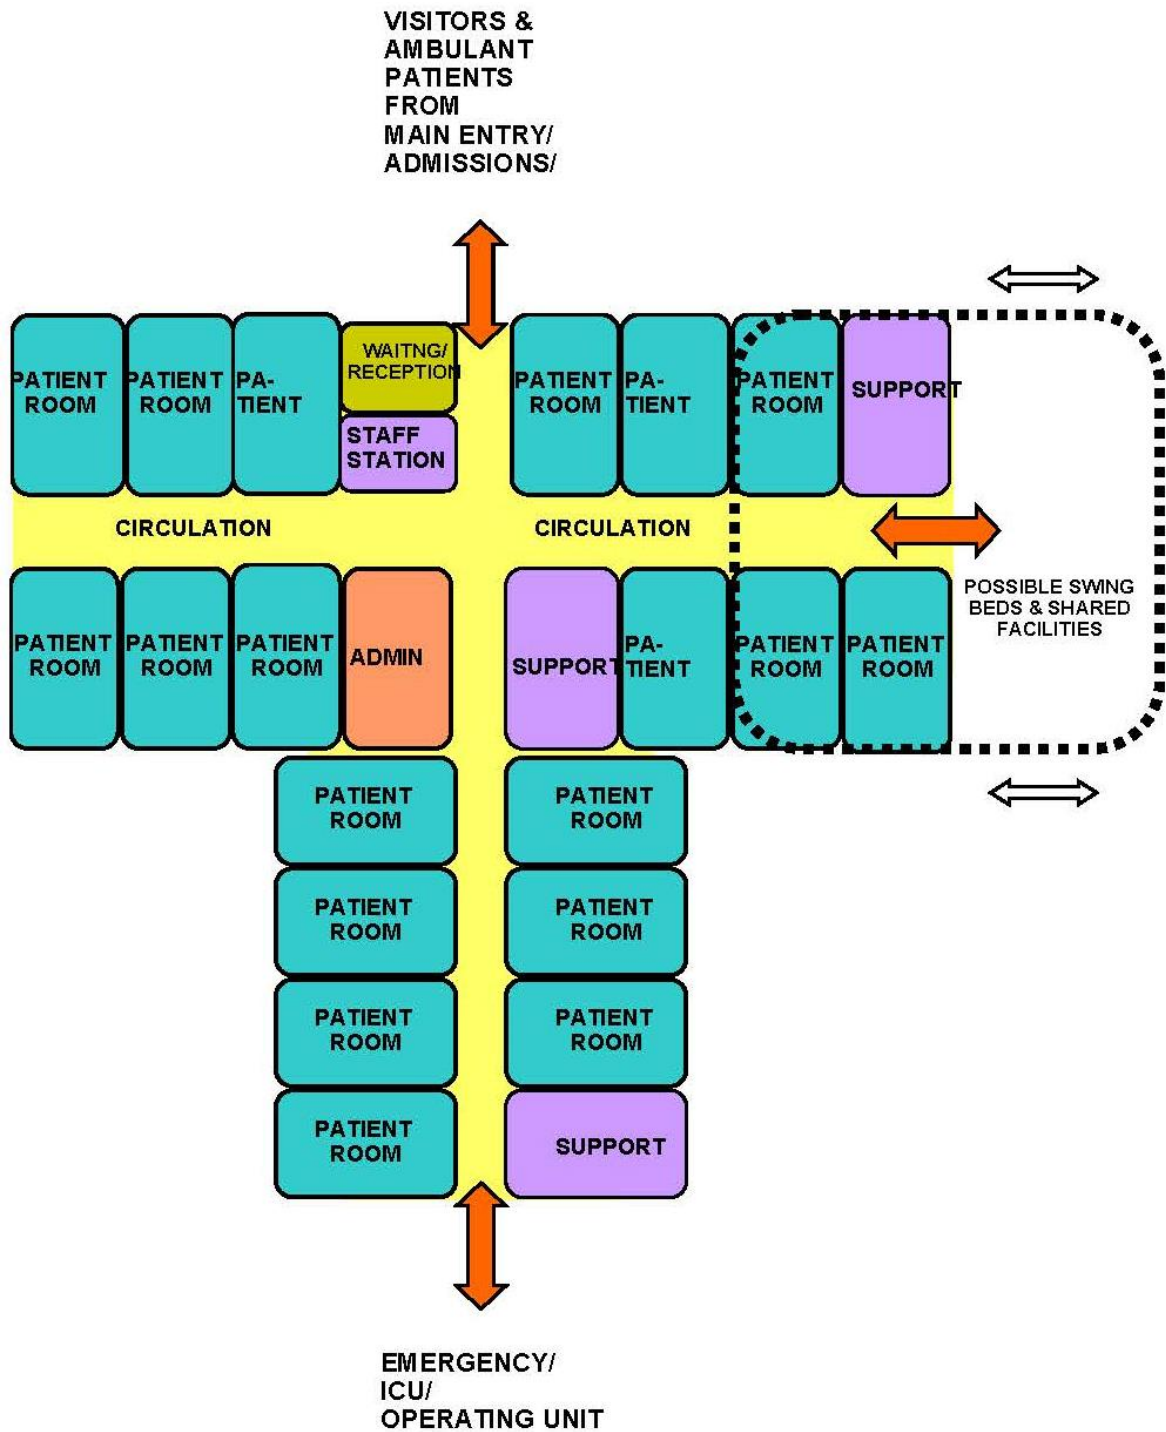 VISITORS &
AMBULANT
PATIENTS
FROM
MAIN ENTRY/
ADMISSIONS/
PATIENT
ROOM
PATIENT
ROOM
PA-
TIENT
WAITNG/
RECEPTION
STAFF
STATION
PATIENT
ROOM
PA-
TIENT
PATIENT
ROOM
SUPPORT
CIRCULATION
CIRCULATION
POSSIBLE SWING
BEDS & SHARED
FACILITIES
PATIENT
ROOM
PATIENT
ROOM
PATIENT
ROOM
ADMIN
SUPPORT
PA-
TIENT
PATIENT
ROOM
PATIENT
ROOM
PATIENT
ROOM
PATIENT
ROOM
PATIENT
ROOM
PATIENT
ROOM
PATIENT
ROOM
PATIENT
ROOM
PATIENT
ROOM
SUPPORT
EMERGENCY/
ICU/
OPERATING UNIT